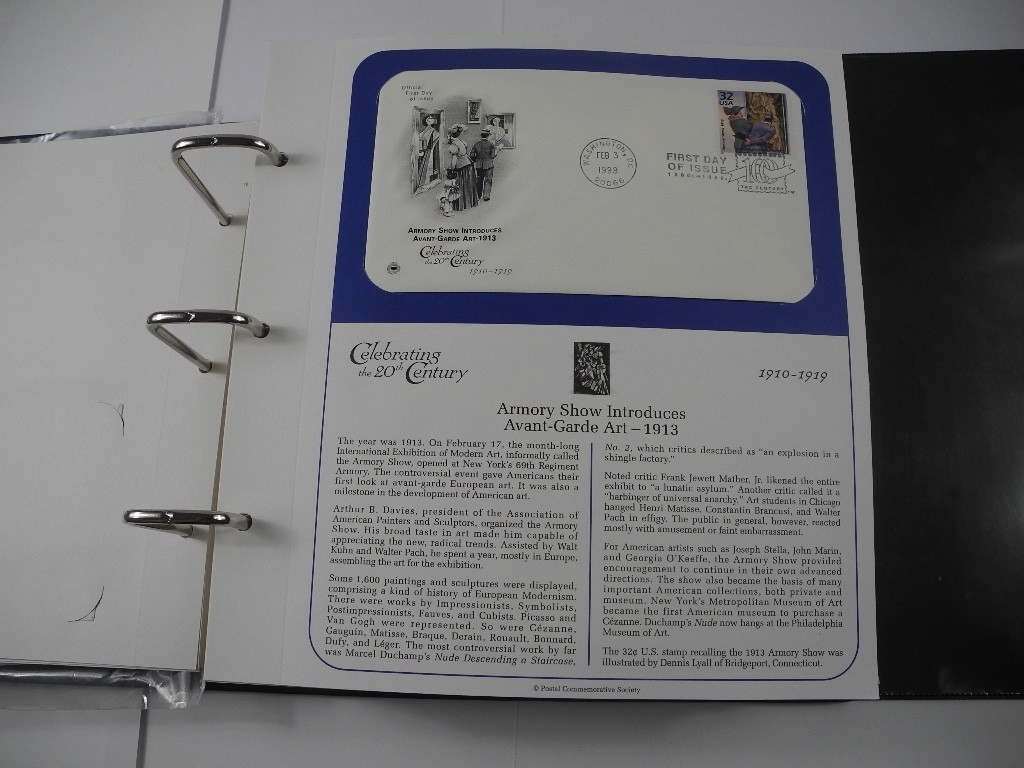 Official
First Day
of Issue
32
USA
WASHINGTON, DC
FEB 3
1998
20066
FIRST DAY
OF ISSUE
THE CENTURY
ARMORY SHOW INTRODUCES
AVANT-GARDE ART-1913
Celebrating
the 20th Century
1910-1919
Celebrating
the 20th Century
1910-1919
Armory Show Introduces
Avant-Garde Art – 1913
The year was 1913. On February 17, the month-long
International Exhibition of Modern Art, informally called
the Armory Show, opened at New York's 69th Regiment
Armory. The controversial event gave Americans their
first look at avant-garde European art. It was also a
milestone in the development of American art.
Arthur B. Davies, president of the Association of
American Painters and Sculptors, organized the Armory
Show. His broad taste in art made him capable of
appreciating the new, radical trends. Assisted by Walt
Kuhn and Walter Pach, he spent a year, mostly in Europe,
assembling the art for the exhibition.
Some 1,600 paintings and sculptures were displayed,
comprising a kind of history of European Modernism.
There were works by Impressionists, Symbolists,
Postimpressionists, Fauves, and Cubists. Picasso and
Van Gogh were represented. So were Cézanne,
Gauguin, Matisse, Braque, Derain, Rouault, Bonnard,
Dufy, and Léger. The most controversial work by far
was Marcel Duchamp's Nude Descending a Staircase,
No. 2, which critics described as "an explosion in a
shingle factory."
Noted critic Frank Jewett Mather, Jr. likened the entire
exhibit to "a lunatic asylum." Another critic called it a
"harbinger of universal anarchy." Art students in Chicago
hanged Henri Matisse, Constantin Brancusi, and Walter
Pach in effigy. The public in general, however, reacted
mostly with amusement or faint embarrassment.
For American artists such as Joseph Stella, John Marin,
and Georgia O'Keeffe, the Armory Show provided
encouragement to continue in their own advanced
directions. The show also became the basis of many
important American collections, both private and
museum. New York's Metropolitan Museum of Art
became the first American museum to purchase a
Cézanne. Duchamp's Nude now hangs at the Philadelphia
Museum of Art.
The 32¢ U.S. stamp recalling the 1913 Armory Show was
illustrated by Dennis Lyall of Bridgeport, Connecticut.
© Postal Commemorative Society